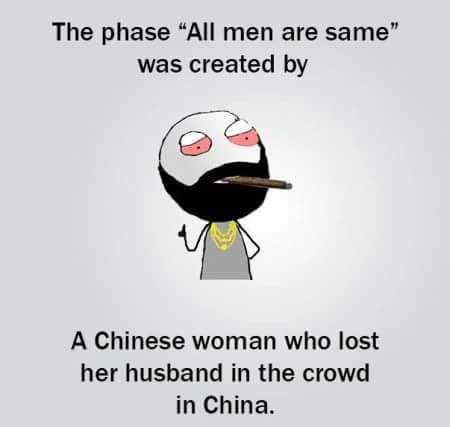 The phase “All men are same”
was created by
A Chinese woman who lost
her husband in the crowd
in China.